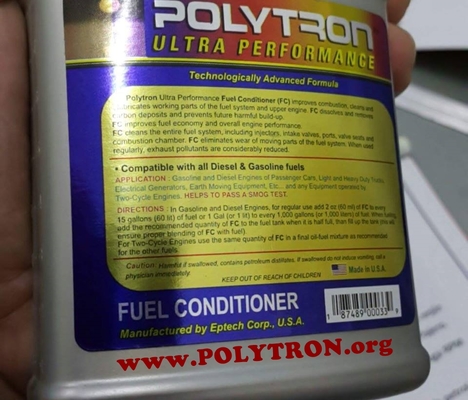 POLYTRON
ULTRA PERFORMANCE
Technologically Advanced Formula
Polytron Ultra Performance Fuel Conditioner (FC) improves combustion, cleans and
lubricates working parts of the fuel system and upper engine. FC dissolves and removes
carbon deposits and prevents future harmful build-up.
FC improves fuel economy and overall engine performance.
FC cleans the entire fuel system, including injectors, intake valves, ports, valve seats and
combustion chamber. FC eliminates wear of moving parts of the fuel system. When used
regularly, exhaust pollutants are considerably reduced.
• Compatible with all Diesel & Gasoline fuels
APPLICATION : Gasoline and Diesel Engines of Passenger Cars, Light and Heavy Duty Trucks,
Electrical Generators, Earth Moving Equipment, Etc., and any Equipment operated by
Two-Cycle Engines. HELPS TO PASS A SMOG TEST.
DIRECTIONS : In Gasoline and Diesel Engines, for regular use add 2 oz (60 ml) of FC to every
15 gallons (60 lit) of fuel or 1 Gal (or 1 lit) to every 1,000 gallons (or 1,000 liters) of fuel. When fueling,
add the recommended quantity of FC to the fuel tank when it is half full, than fill up the tank (this will
ensure proper blending of FC with fuel)
For Two-Cycle Engines use the same quantity of FC in a final oil-fuel mixture as recommended
for the other fuels.
Caution: Harmful if swallowed, contains petroleum distillates. If swallowed do not induce vomiting, call a
physician immediately.
KEEP OUT OF REACH OF CHILDREN
Made in U.S.A.
FUEL CONDITIONER
Manufactured by Eptech Corp., U.S.A.
1 87489 00033 9
www.POLYTRON.org